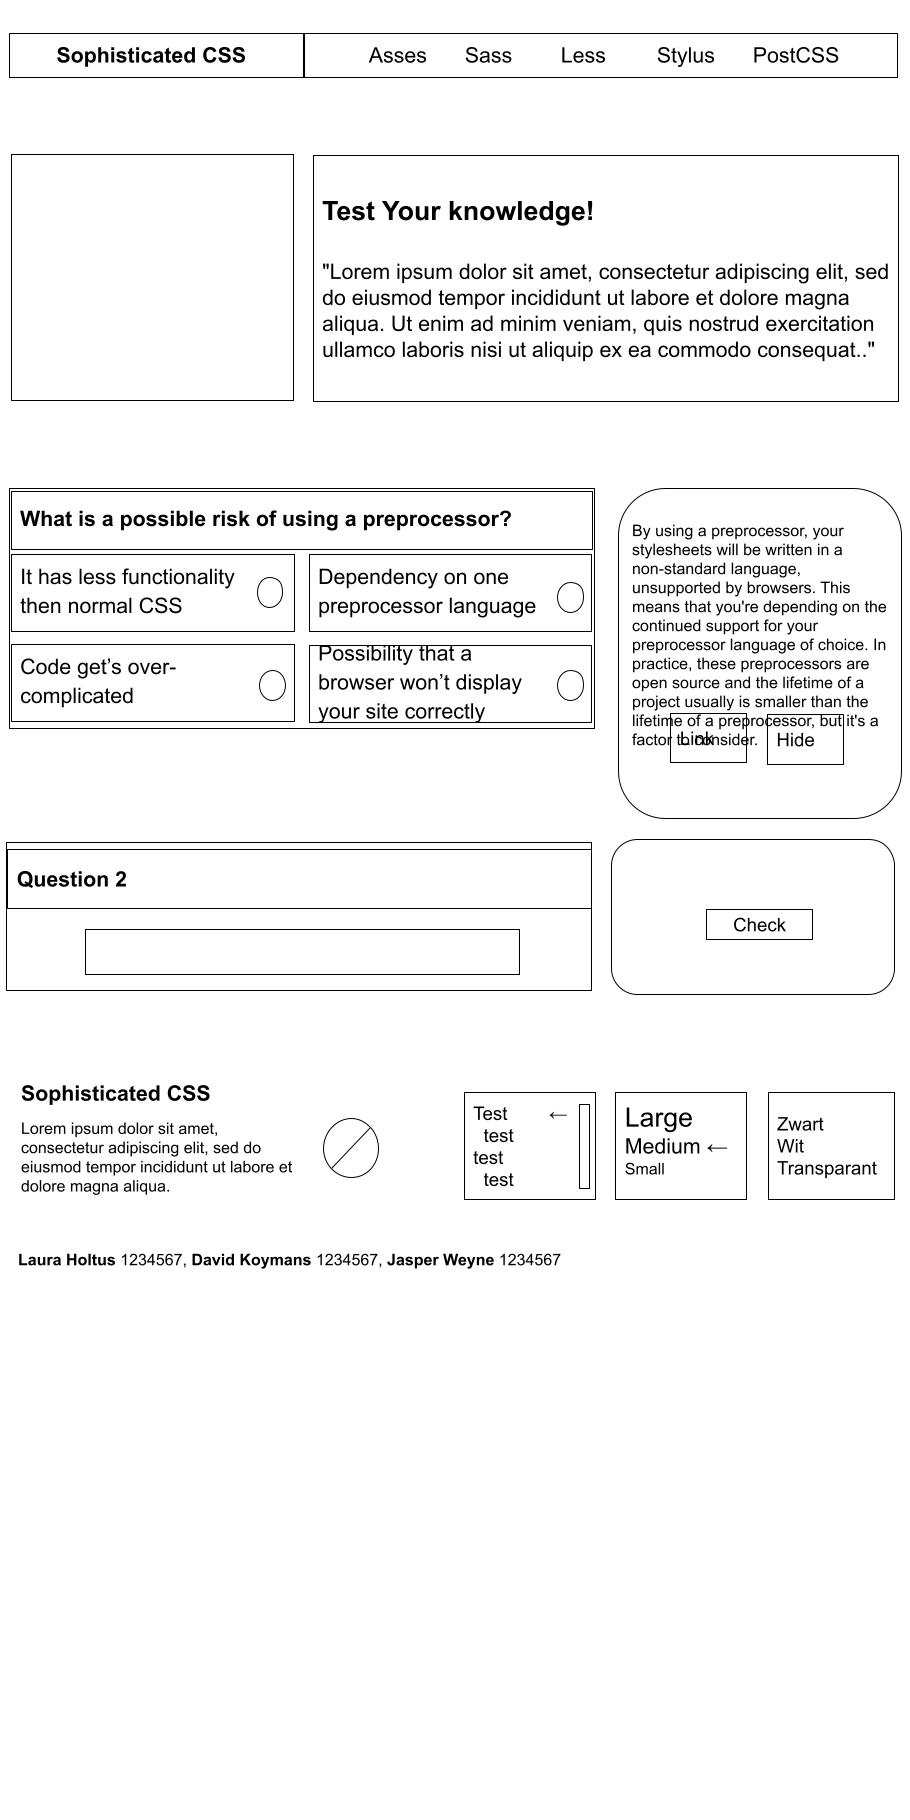 Sophisticated CSS
Asses Sass Less Stylus PostCSS
Test Your knowledge!
"Lorem ipsum dolor sit amet, consectetur adipiscing elit, sed
do eiusmod tempor incididunt ut labore et dolore magna
aliqua. Ut enim ad minim veniam, quis nostrud exercitation
ullamco laboris nisi ut aliquip ex ea commodo consequat.."
What is a possible risk of using a preprocessor?
It has less functionality
then normal CSS
Dependency on one
preprocessor language
Code get’s over-
complicated
Possibility that a
browser won’t display
your site correctly
By using a preprocessor, your
stylesheets will be written in a
non-standard language,
unsupported by browsers. This
means that you're depending on the
continued support for your
preprocessor language of choice. In
practice, these preprocessors are
open source and the lifetime of a
project usually is smaller than the
lifetime of a preprocessor, but it's a
factor to consider.
Link
Hide
Question 2
Check
Sophisticated CSS
Lorem ipsum dolor sit amet,
consectetur adipiscing elit, sed do
eiusmod tempor incididunt ut labore et
dolore magna aliqua.
Test ←
test
test
test
Large
Medium ←
Small
Zwart
Wit
Transparant
Laura Holtus 1234567, David Koymans 1234567, Jasper Weyne 1234567